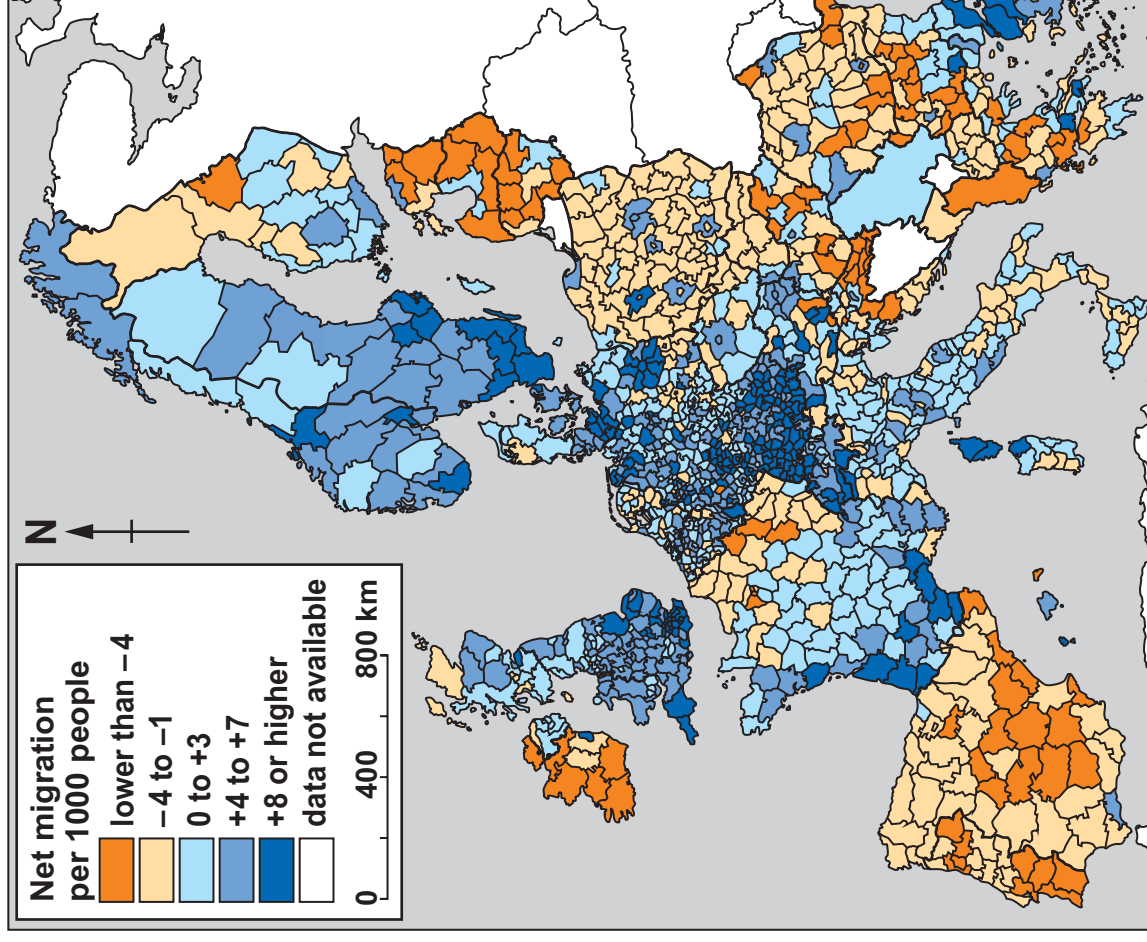 N
Net migration
per 1000 people
lower than – 4
–4 to –1
0 to +3
+4 to +7
+8 or higher
data not available
0 400 800 km